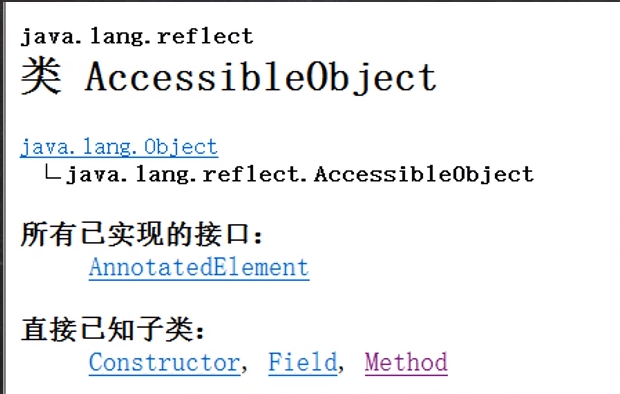 java.lang.reflect
类 AccessibleObject
java.lang.Object
java.lang.reflect.AccessibleObject
所有已实现的接口：
AnnotatedElement
直接已知子类：
Constructor, Field, Method